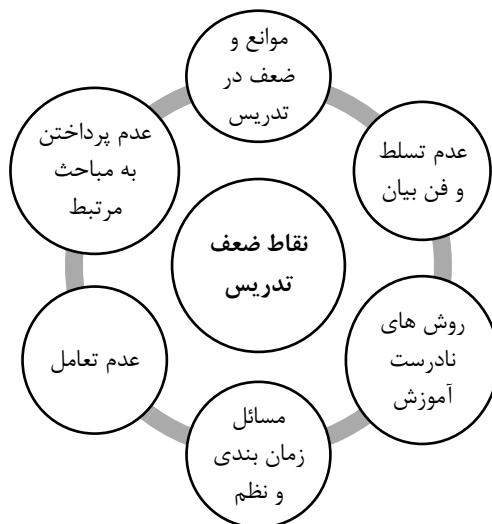 موانع و
ضعف در
تدریس
عدم تسلط
و فن بیان
روش های
نادرست
آموزش
مسائل
زمان بندی
و نظم
عدم تعامل
عدم پرداختن
به مباحث
مرتبط
نقاط ضعف
تدریس